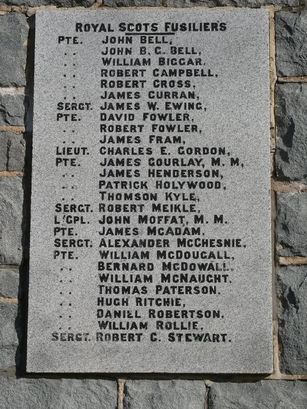 ROYAL SCOTS FUSILIERS
PTE. JOHN BELL,
.. JOHN B. C. BELL,
.. WILLIAM BIGGAR.
.. ROBERT CAMPBELL,
.. ROBERT CROSS,
.. JAMES CURRAN,
SERGT. JAMES W. EWING,
PTE. DAVID FOWLER,
.. ROBERT FOWLER,
.. JAMES FRAM,
LIEUT. CHARLES E. GORDON,
PTE. JAMES GOURLAY, M. M,
.. JAMES HENDERSON,
.. PATRICK HOLYWOOD,
.. THOMSON KYLE,
SERGT. ROBERT MEIKLE,
L'CPL. JOHN MOFFAT, M. M.
PTE. JAMES MCADAM,
SERGT. ALEXANDER MCGHESNIE,
PTE. WILLIAM MCDOUGALL,
.. BERNARD MCDOWALL,
.. WILLIAM MCNAUGHT,
.. THOMAS PATERSON,
.. HUGH RITCHIE,
.. DANIEL ROBERTSON,
.. WILLIAM ROLLIE,
SERGT. ROBERT C. STEWART.